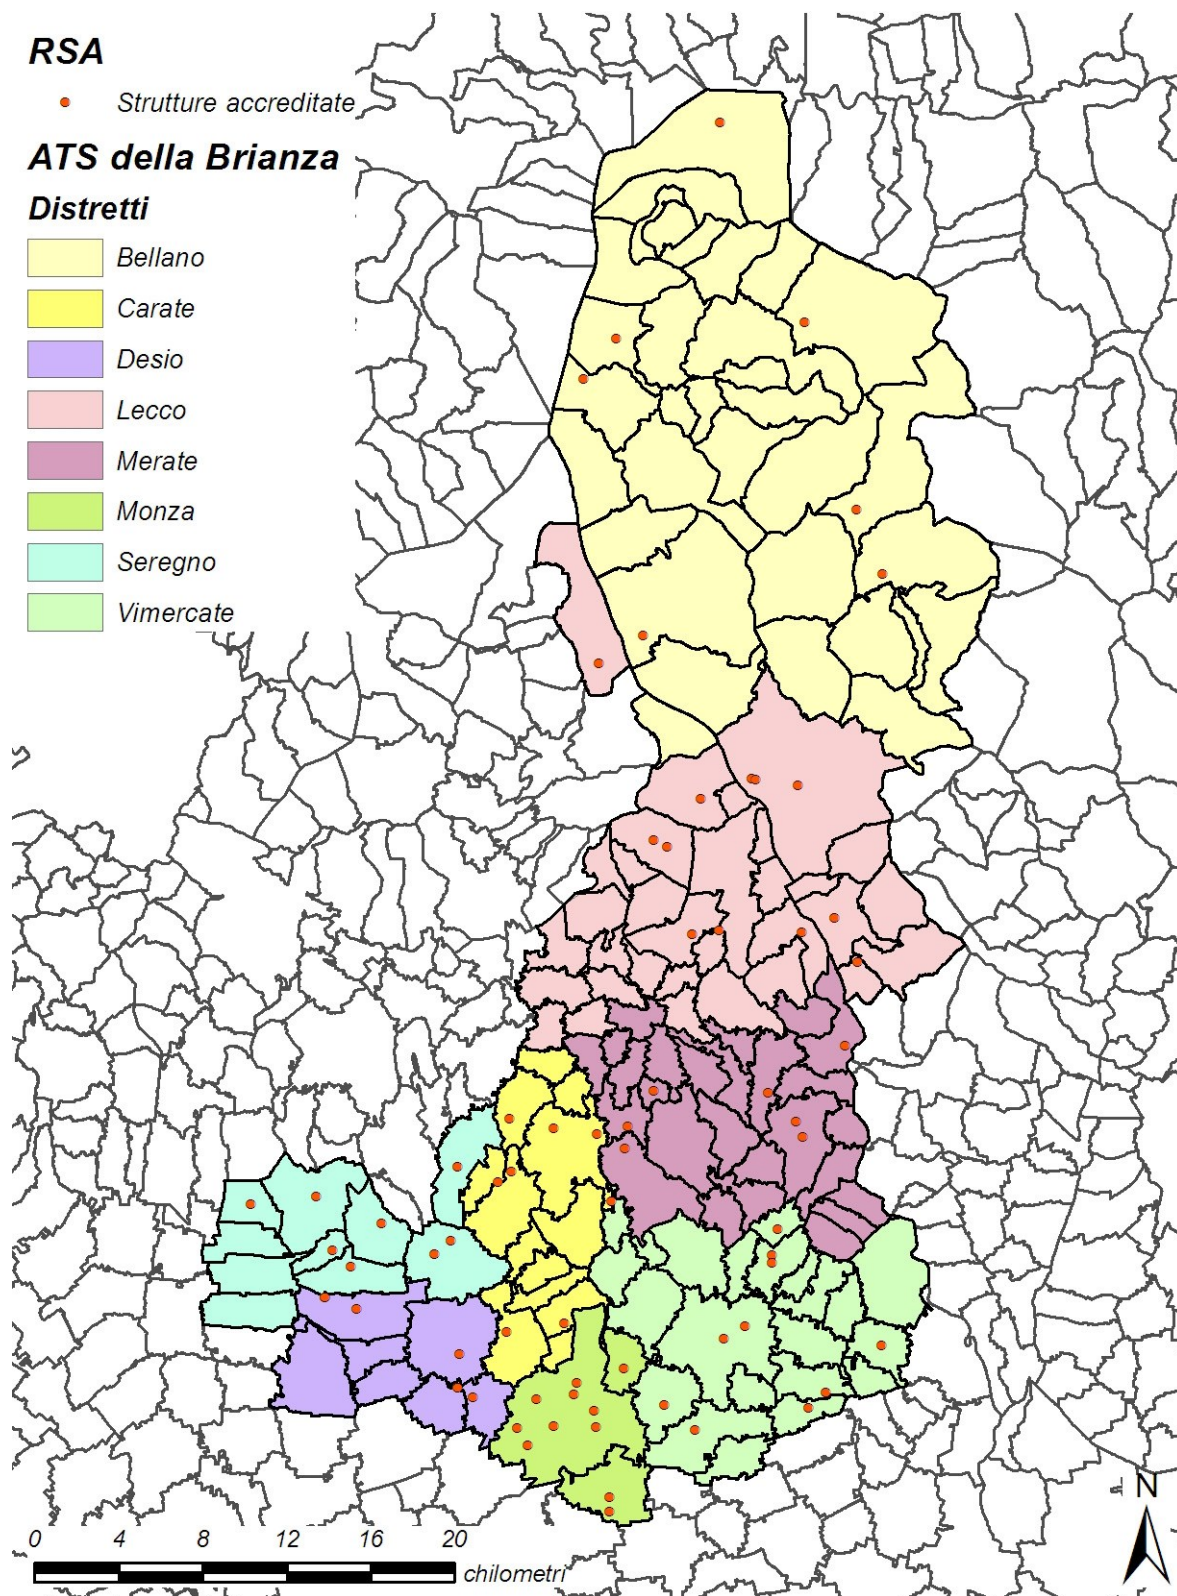 RSA
Strutture accreditate
ATS della Brianza
Distretti
Bellano
Carate
Desio
Lecco
Merate
Monza
Seregno
Vimercate
N
0 4 8 12 16 20
chilometri